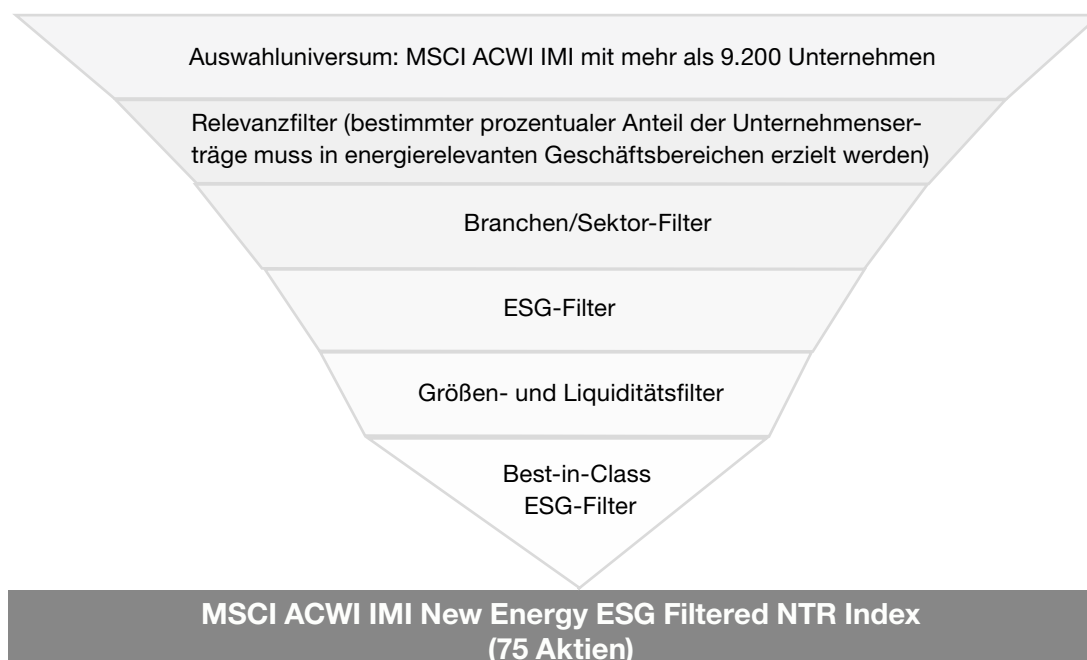 Auswahluniversum: MSCI ACWI IMI mit mehr als 9.200 Unternehmen
Relevanzfilter (bestimmter prozentualer Anteil der Unternehmenser-
träge muss in energierelevanten Geschäftsbereichen erzielt werden)
Branchen/Sektor-Filter
ESG-Filter
Größen- und Liquiditätsfilter
Best-in-Class
ESG-Filter
MSCI ACWI IMI New Energy ESG Filtered NTR Index
(75 Aktien)